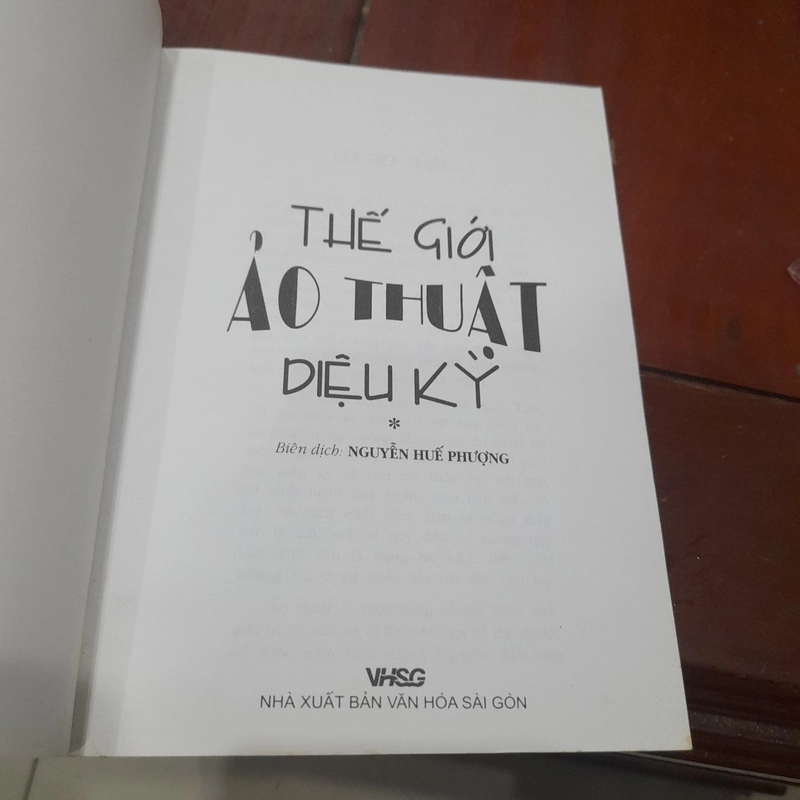 THẾ GIỚI
ẢO THUẬT
DIỆU KỲ
*
Biên dịch: NGUYỄN HUẾ PHƯỢNG
VHSG
NHÀ XUẤT BẢN VĂN HÓA SÀI GÒN